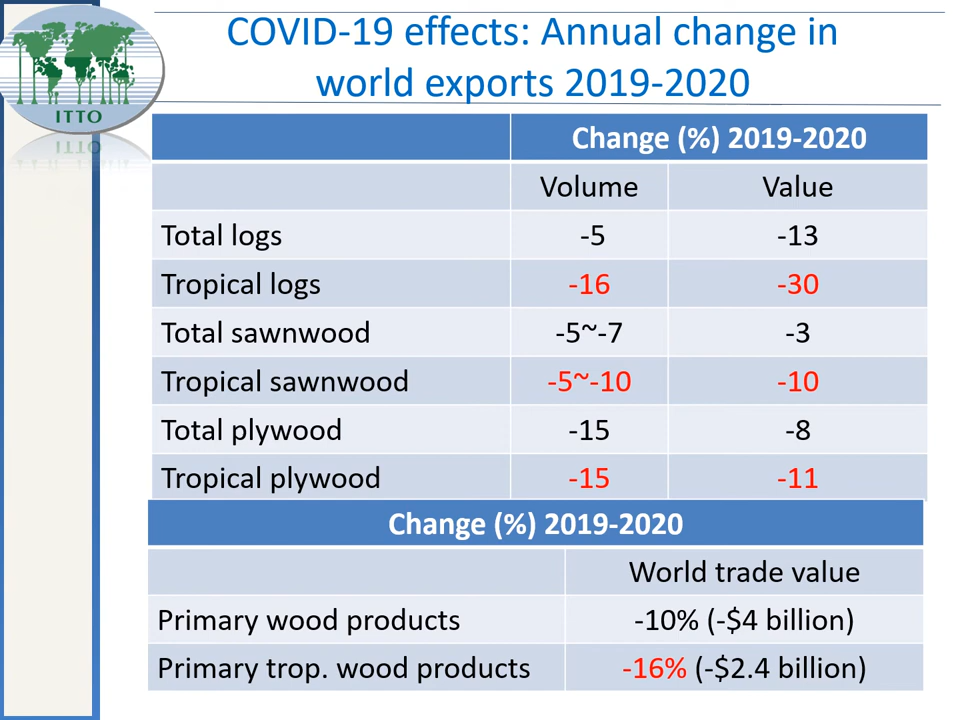 COVID-19 effects: Annual change in
world exports 2019-2020
ITTO
Change (%) 2019-2020
Volume Value
Total logs -5 -13
Tropical logs -16 -30
Total sawnwood -5~-7 -3
Tropical sawnwood -5~-10 -10
Total plywood -15 -8
Tropical plywood -15 -11
Change (%) 2019-2020
World trade value
Primary wood products -10% (-$4 billion)
Primary trop. wood products -16% (-$2.4 billion)